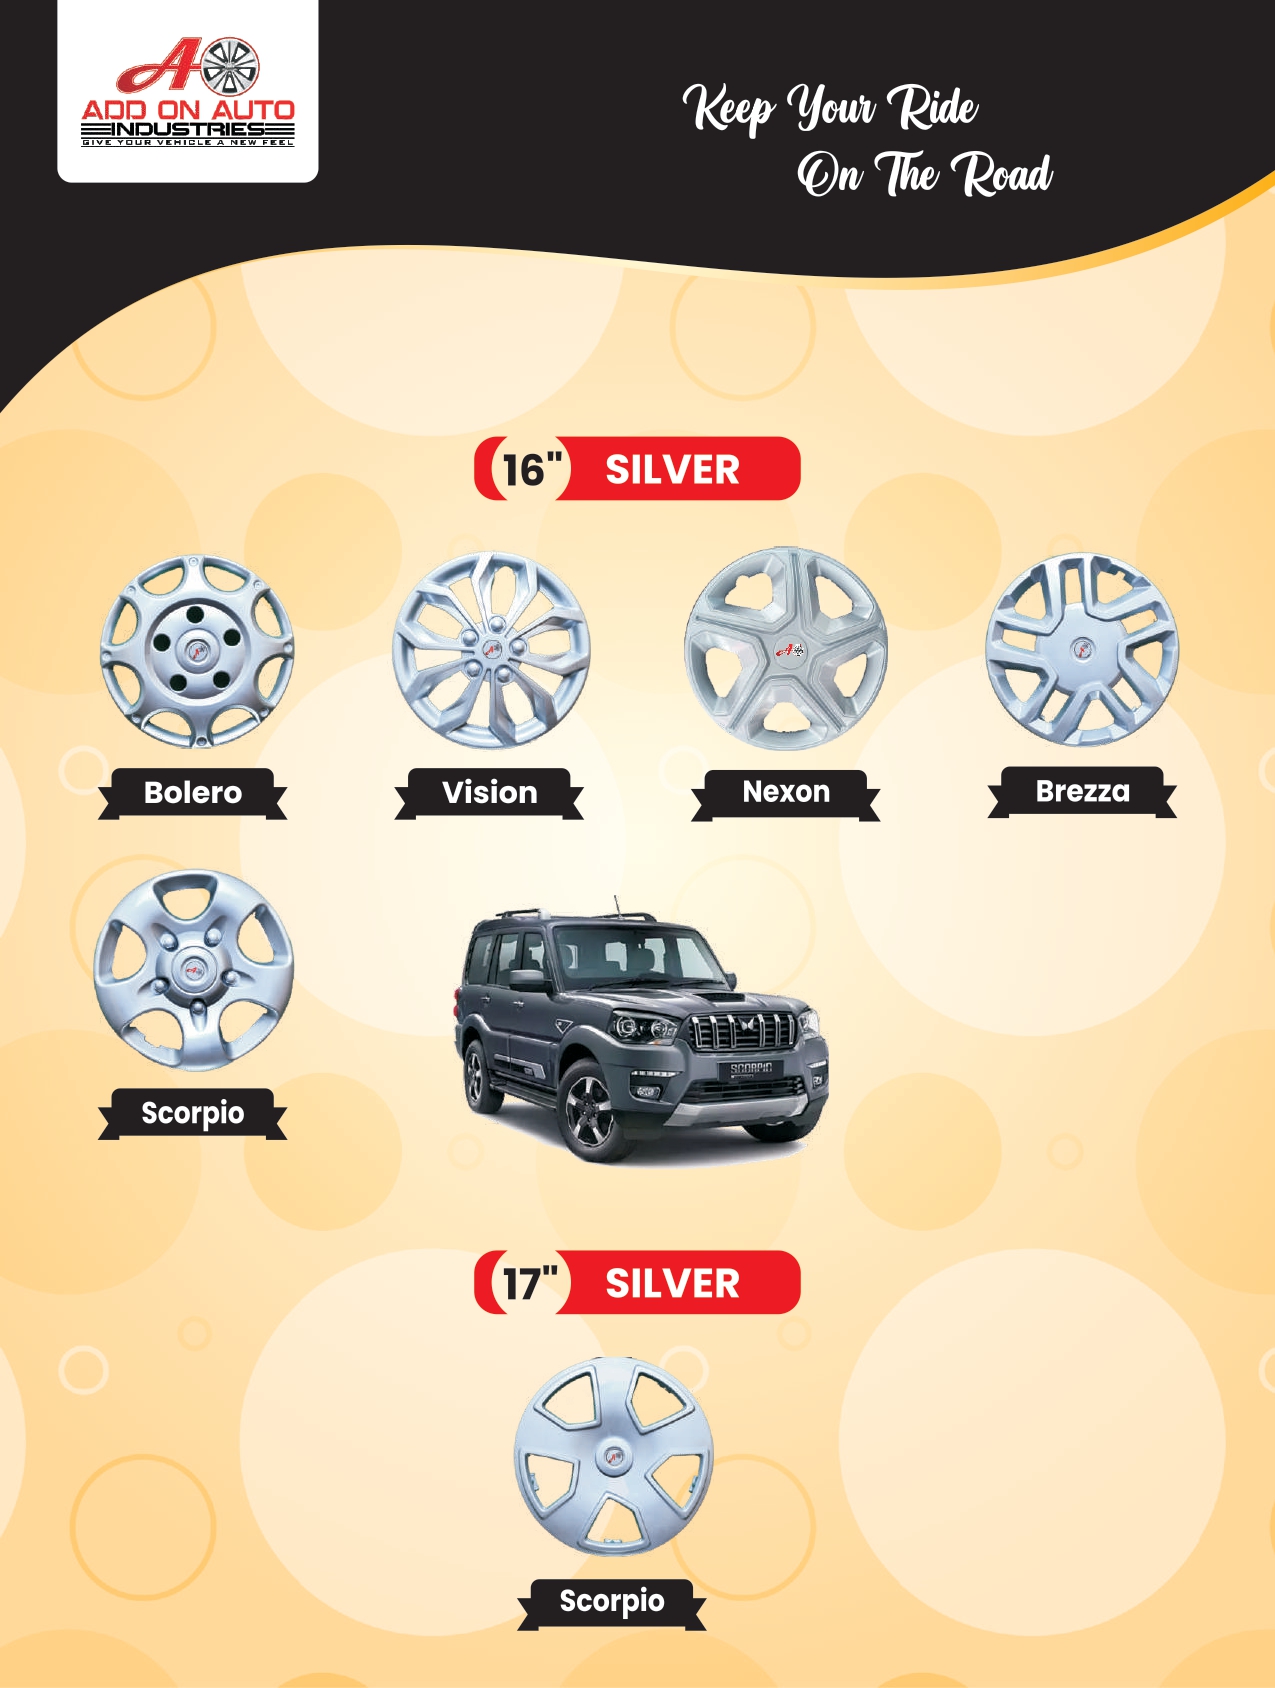 A
ADD ON AUTO
INDUSTRIES
GIVE YOUR VEHICLE A NEW FEEL
Keep Your Ride
On The Road
16" SILVER
Bolero
Vision
Nexon
Brezza
Scorpio
SCORPIO
17" SILVER
Scorpio